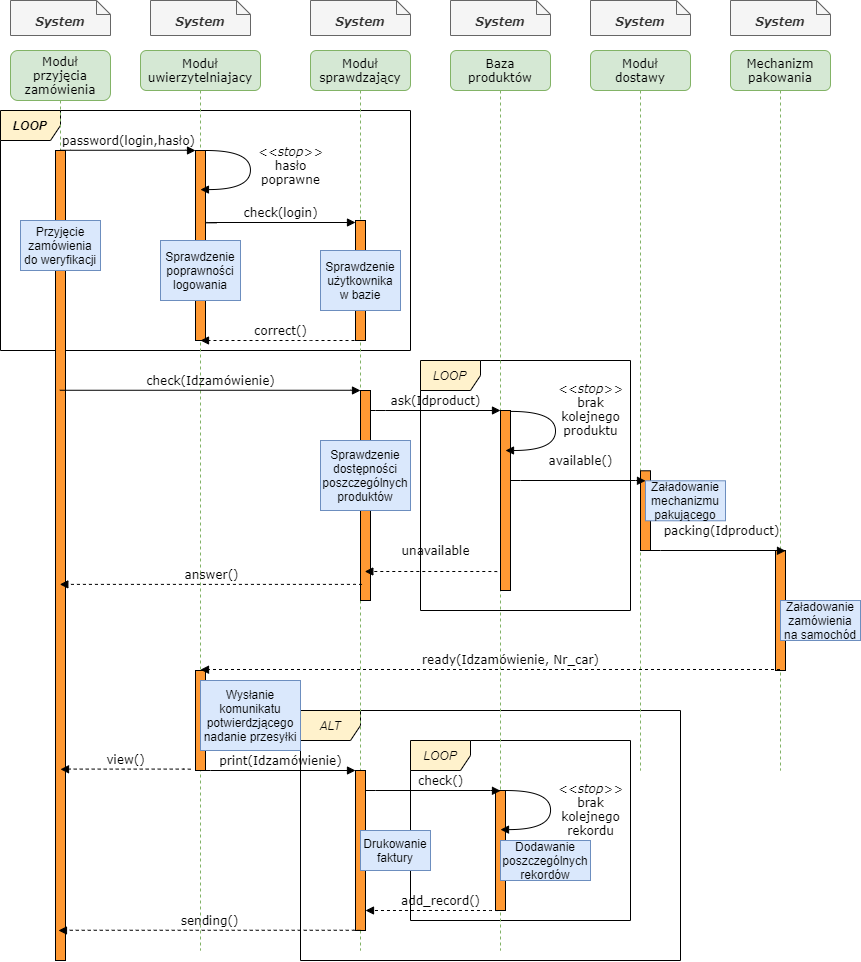 System
System
System
System
System
System
Moduł
przyjęcia
zamówienia
Moduł
uwierzytelniajacy
Moduł
sprawdzający
Baza
produktów
Moduł
dostawy
Mechanizm
pakowania
LOOP
password(login,hasło)
<<stop>>
hasło
poprawne
check(login)
Przyjęcie
zamówienia
do weryfikacji
Sprawdzenie
poprawności
logowania
Sprawdzenie
użytkownika
w bazie
correct()
LOOP
check(Idzamówienie)
<<stop>>
brak
kolejnego
produktu
ask(Idproduct)
Sprawdzenie
dostępności
poszczególnych
produktów
available()
Załadowanie
mechanizmu
pakującego
packing(Idproduct)
unavailable
answer()
Załadowanie
zamówienia
na samochód
ready(Idzamówienie, Nr_car)
Wysłanie
komunikatu
potwierdzjącego
nadanie przesyłki
ALT
LOOP
view()
print(Idzamówienie)
check()
<<stop>>
brak
kolejnego
rekordu
Drukowanie
faktury
Dodawanie
poszczególnych
rekordów
add_record()
sending()